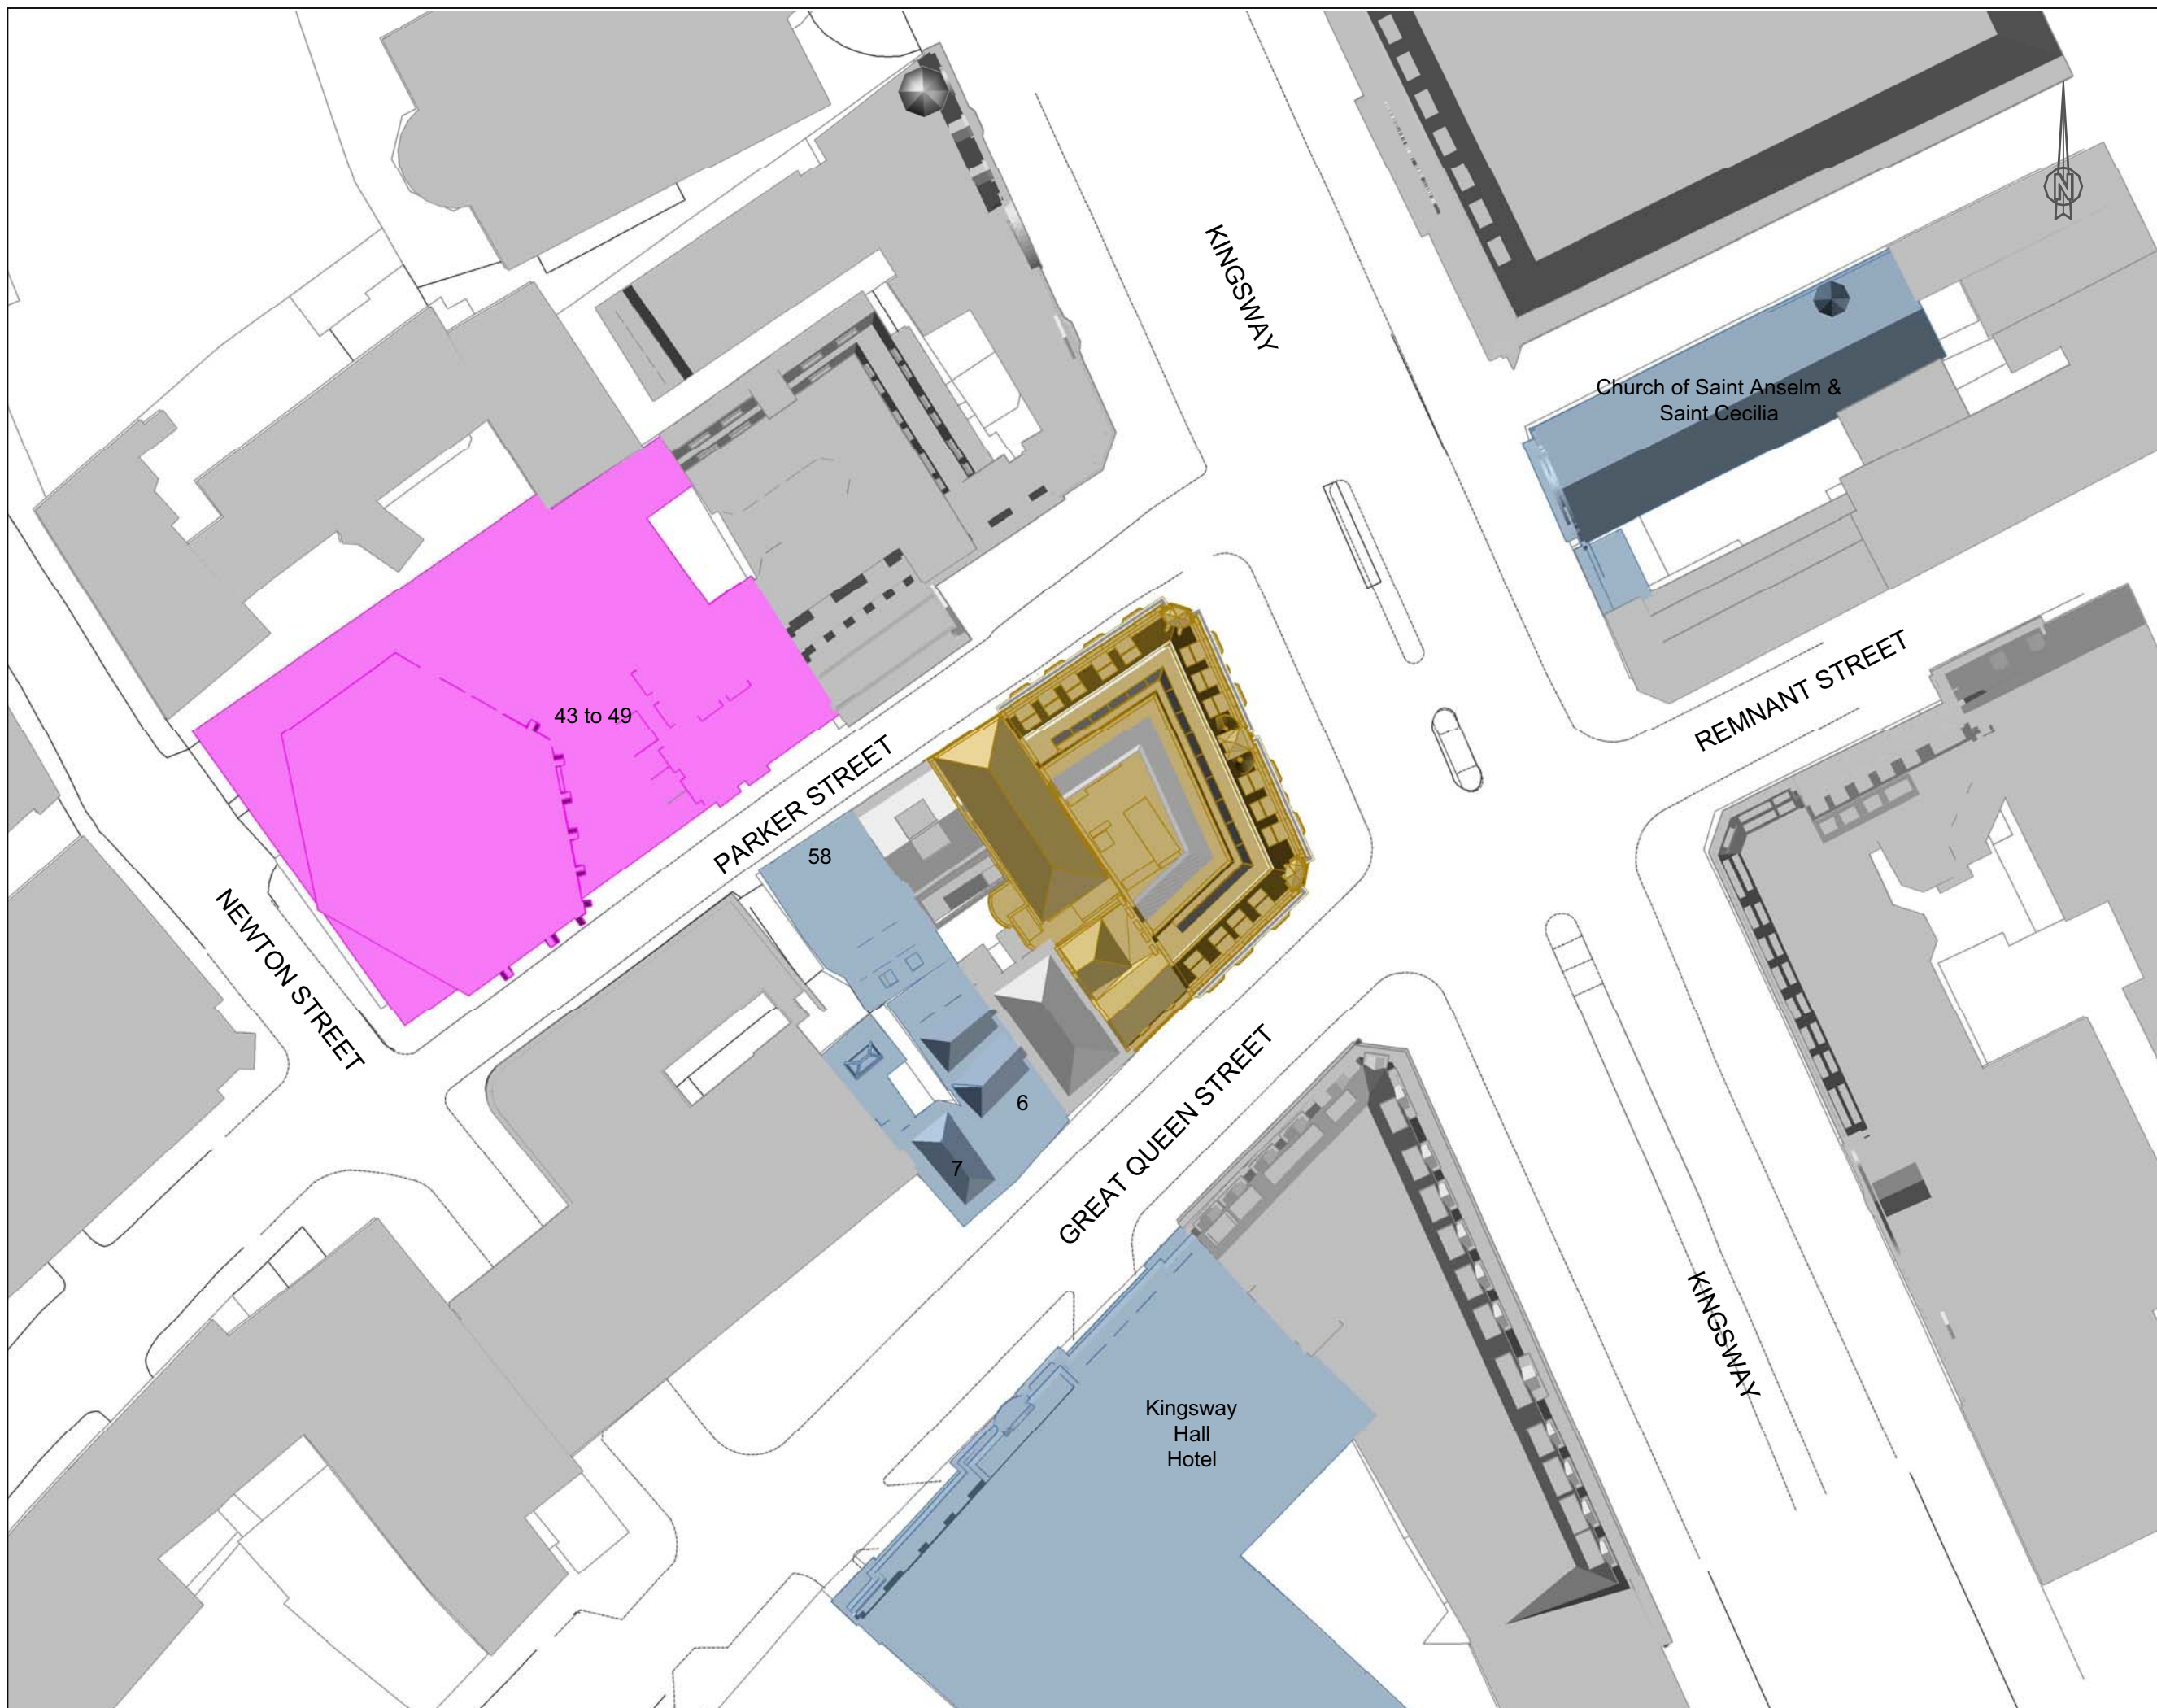 N
KINGSWAY
Church of Saint Anselm &
Saint Cecilia
REMNANT STREET
43 to 49
PARKER STREET
58
NEWTON STREET
6
7
GREAT QUEEN STREET
KINGSWAY
Kingsway
Hall
Hotel